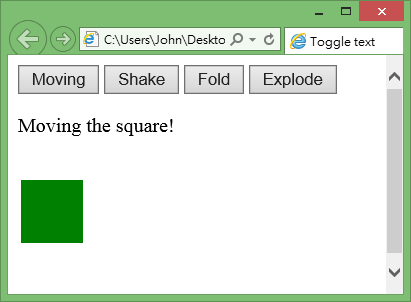 C:\Users\John\Deskto
Toggle text
Moving Shake Fold Explode
Moving the square!